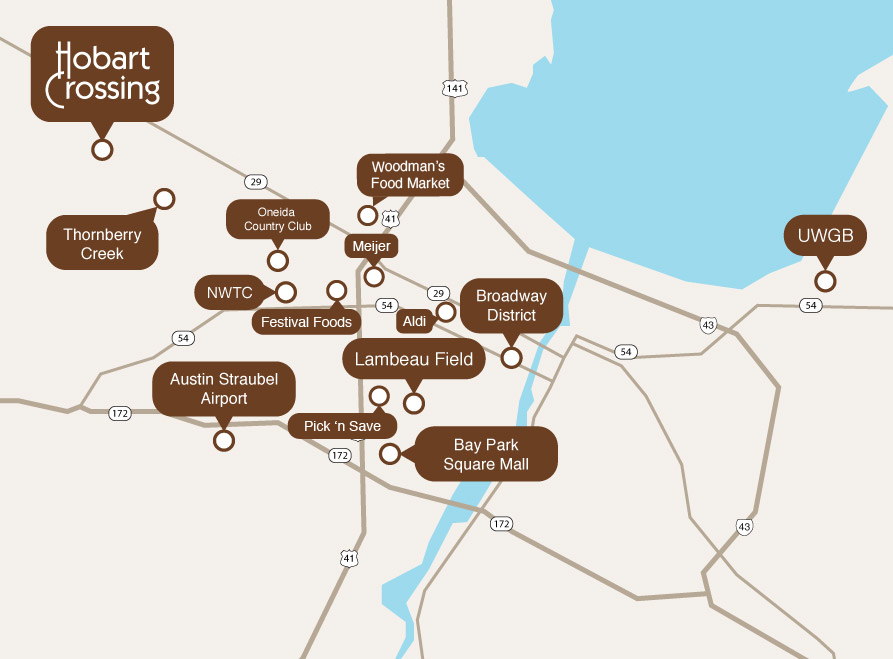 Hobart
Crossing
141
Woodman's
Food Market
29
Oneida
Country Club
41
Thornberry
Creek
UWGB
Meijer
NWTC
29
Broadway
District
54
54
Festival Foods
Aldi
43
54
54
Lambeau Field
Austin Straubel
Airport
172
Pick 'n Save
Bay Park
Square Mall
172
172
43
41